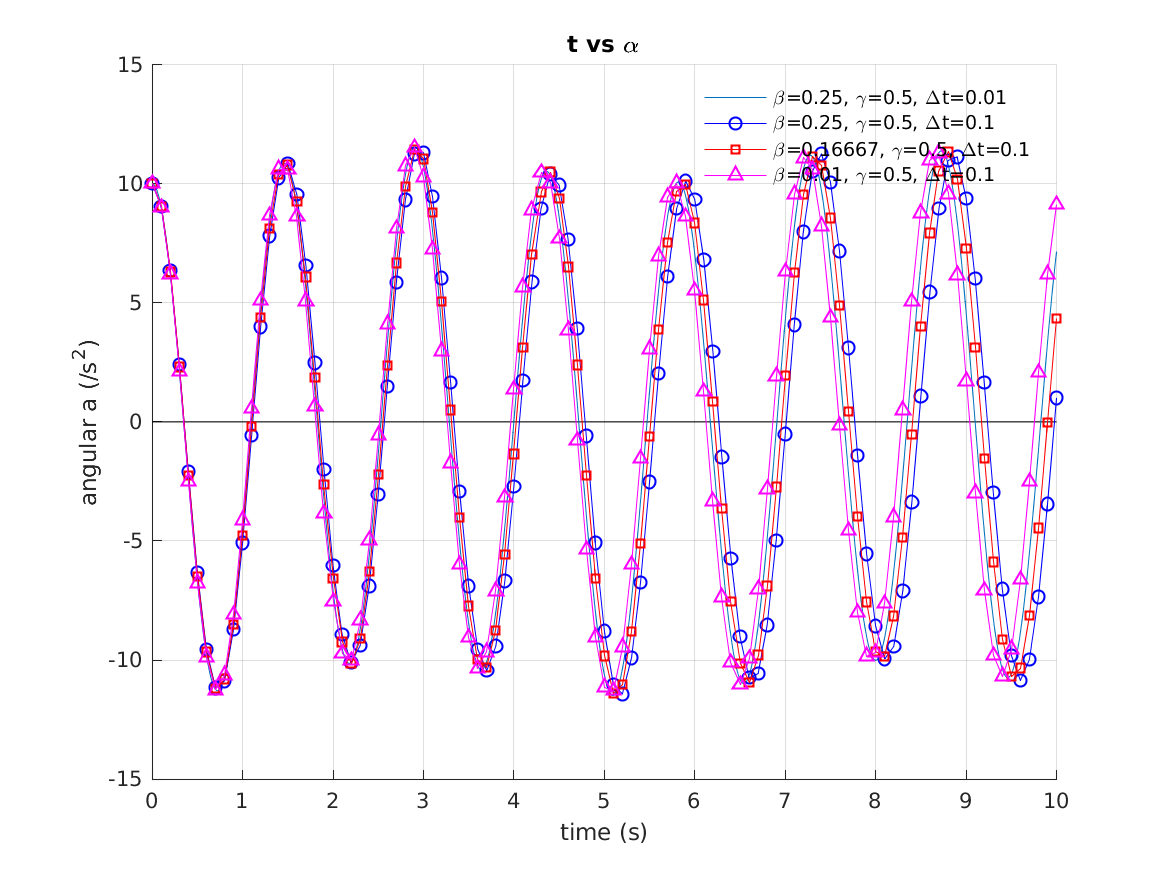 t vs α
β=0.25, γ=0.5, Δt=0.01
β=0.25, γ=0.5, Δt=0.1
β=0.16667, γ=0.5, Δt=0.1
β=0.01, γ=0.5, Δt=0.1
15
10
5
0
-5
-10
-15
angular a (/s²)
0 1 2 3 4 5 6 7 8 9 10
time (s)